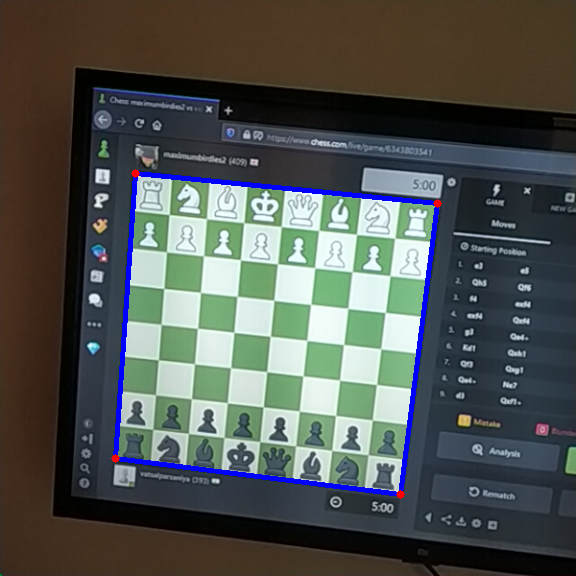 Chess: maximumbirdies2 vs
https://www.chess.com/live/game/6343803541
maximumbirdies2 (409)
5:00
GAME
NEW GA
Moves
Starting Position
1. e3 e5
2. Qh5 Qf6
3. f4 exf4
4. exf4 Qxf4
5. g3 Qe4+
6. Kd1 Qxh1
7. Qf3 Qxg1
8. Qe4+ Ne7
9. d3 Qxf1+
Mistake
Analysis
Rematch
vatsalparsaniya (393)
5:00